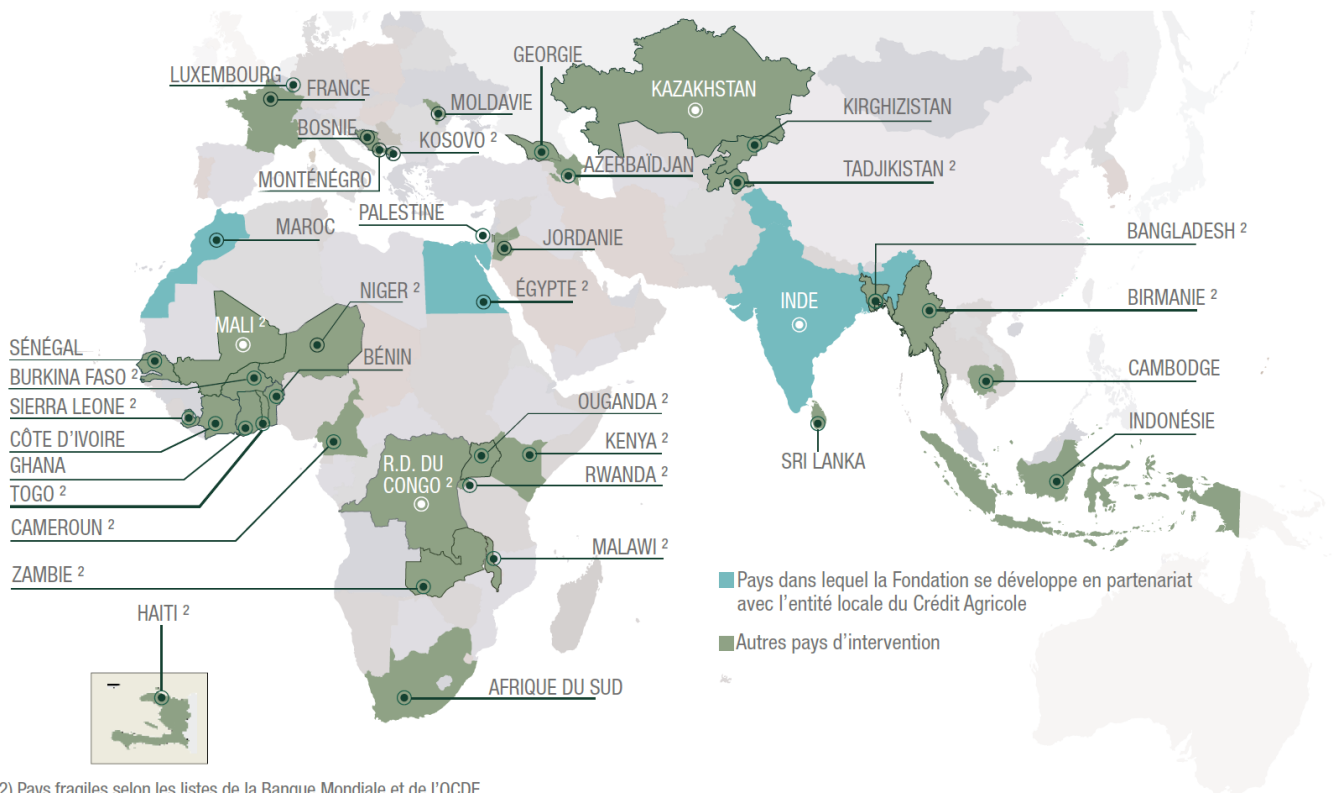 GEORGIE
LUXEMBOURG
FRANCE
KAZAKHSTAN
MOLDAVIE
KIRGHIZISTAN
BOSNIE
KOSOVO ²
AZERBAÏDJAN
TADJIKISTAN ²
MONTÉNÉGRO
PALESTINE
MAROC
JORDANIE
BANGLADESH ²
NIGER ²
ÉGYPTE ²
INDE
BIRMANIE ²
MALI ²
SÉNÉGAL
BÉNIN
BURKINA FASO ²
CAMBODGE
SIERRA LEONE ²
OUGANDA ²
INDONÉSIE
CÔTE D’IVOIRE
KENYA ²
GHANA
R.D. DU
CONGO ²
SRI LANKA
RWANDA ²
TOGO ²
CAMEROUN ²
MALAWI ²
ZAMBIE ²
Pays dans lequel la Fondation se développe en partenariat
avec l’entité locale du Crédit Agricole
HAITI ²
Autres pays d’intervention
AFRIQUE DU SUD
2) Pays fragiles selon les listes de la Banque Mondiale et de l’OCDE